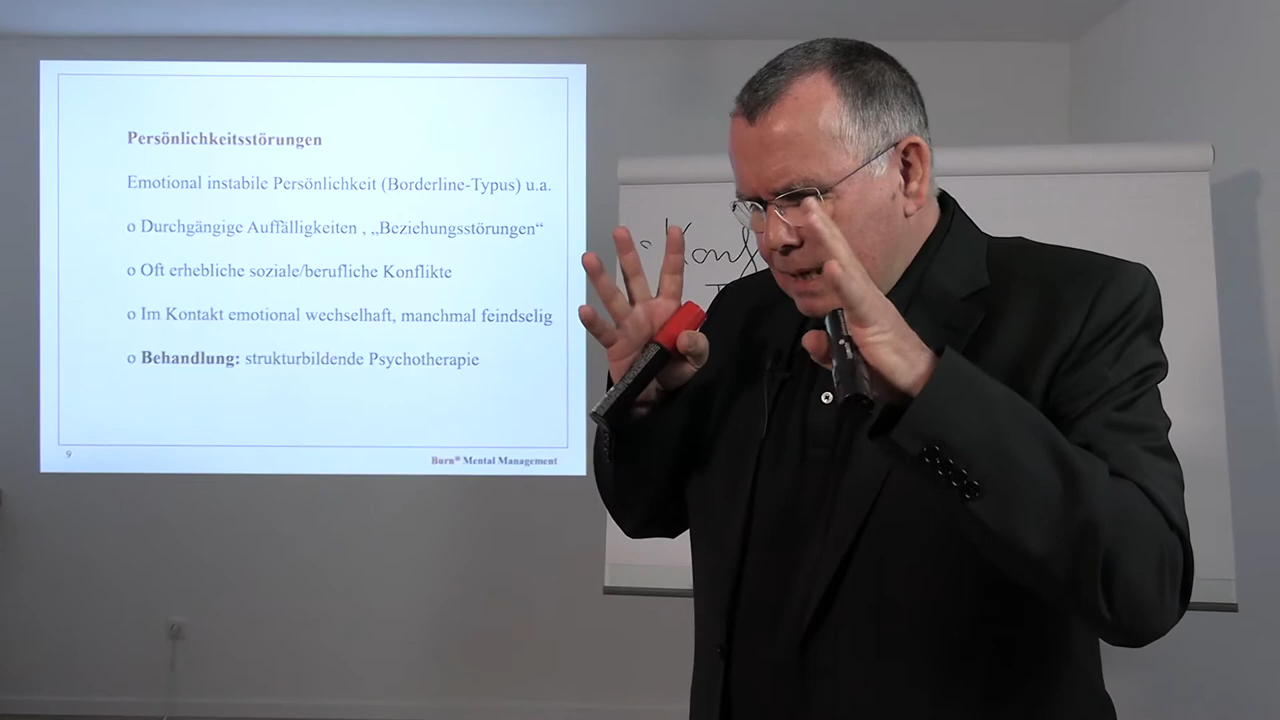 Persönlichkeitsstörungen
Emotional instabile Persönlichkeit (Borderline-Typus) u.a.
o Durchgängige Auffälligkeiten , „Beziehungsstörungen“
o Oft erhebliche soziale/berufliche Konflikte
o Im Kontakt emotional wechselhaft, manchmal feindselig
o Behandlung: strukturbildende Psychotherapie
9
Burn® Mental Management
Konf